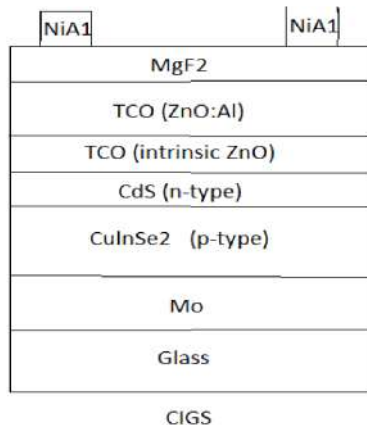 NiA1 NiA1
MgF2
TCO (ZnO:Al)
TCO (intrinsic ZnO)
CdS (n-type)
CuInSe2 (p-type)
Mo
Glass
CIGS